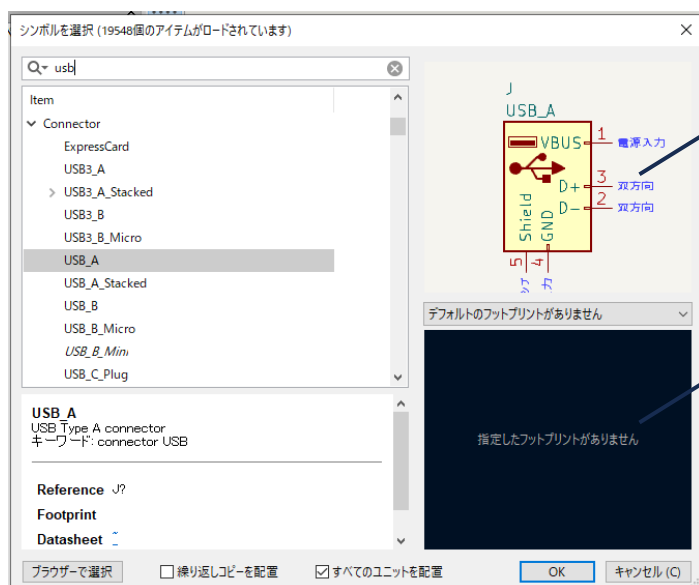 シンボルを選択 (19548個のアイテムがロードされています)
usb
Item
Connector
ExpressCard
USB3_A
USB3_A_Stacked
USB3_B
USB3_B_Micro
USB_A
USB_A_Stacked
USB_B
USB_B_Micro
USB_B_Mini
USB_C_Plug
J
USB_A
VBUS 1 電源入力
D+ 3 双方向
D− 2 双方向
Shield
GND
5
4
デフォルトのフットプリントがありません
指定したフットプリントがありません
USB_A
USB Type A connector
キーワード: connector USB
Reference J?
Footprint
Datasheet ~
ブラウザーで選択
繰り返しコピーを配置
すべてのユニットを配置
OK
キャンセル (C)